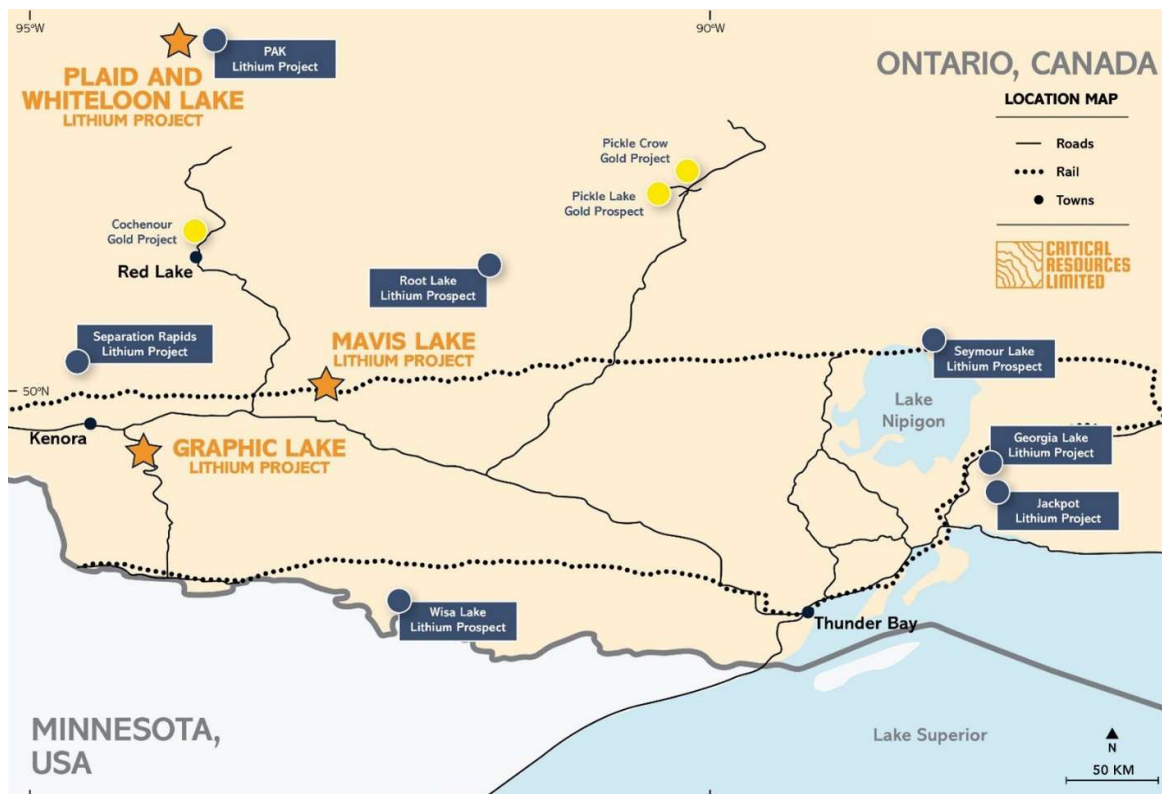 95°W
90°W
PAK
Lithium Project
PLAID AND
WHITELOON LAKE
LITHIUM PROJECT
ONTARIO, CANADA
LOCATION MAP
Roads
Rail
Towns
CRITICAL
RESOURCES
LIMITED
Pickle Crow
Gold Project
Pickle Lake
Gold Prospect
Cochenour
Gold Project
Red Lake
Root Lake
Lithium Prospect
Separation Rapids
Lithium Project
MAVIS LAKE
LITHIUM PROJECT
Seymour Lake
Lithium Prospect
50°N
Lake
Nipigon
Kenora
GRAPHIC LAKE
LITHIUM PROJECT
Georgia Lake
Lithium Project
Jackpot
Lithium Project
Wisa Lake
Lithium Prospect
Thunder Bay
MINNESOTA,
USA
Lake Superior
N
50 KM